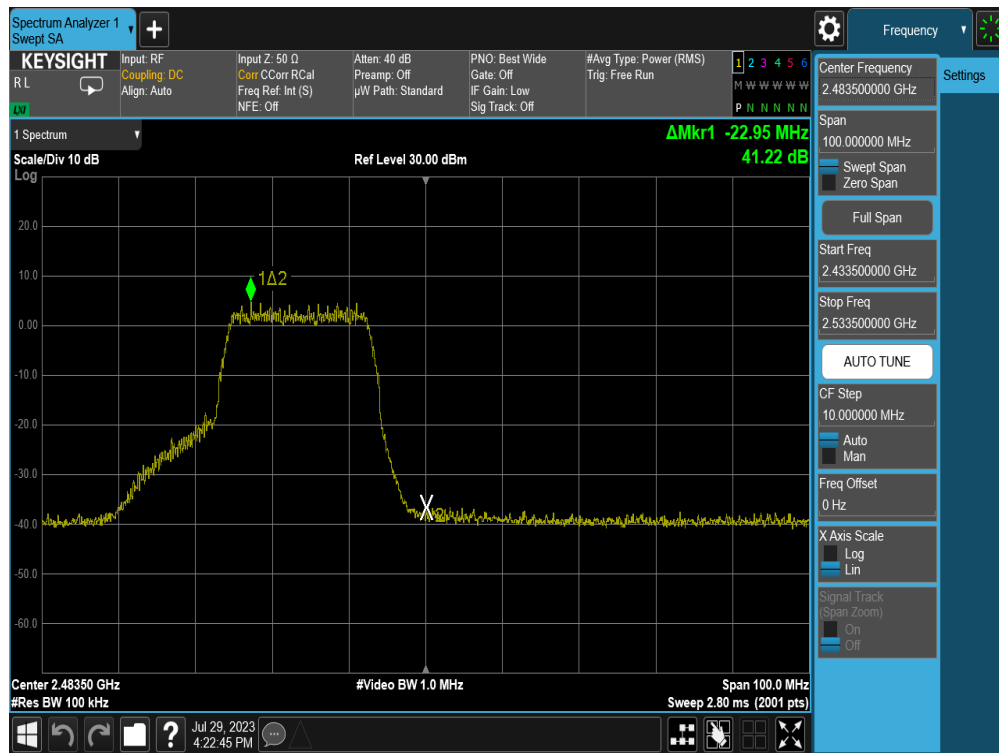 Spectrum Analyzer 1
Swept SA
Frequency
KEYSIGHT
R L
LXI
Input: RF
Coupling: DC
Align: Auto
Input Z: 50 Ω
Corr CCorr RCal
Freq Ref: Int (S)
NFE: Off
Atten: 40 dB
Preamp: Off
µW Path: Standard
PNO: Best Wide
Gate: Off
IF Gain: Low
Sig Track: Off
#Avg Type: Power (RMS)
Trig: Free Run
1 2 3 4 5 6
M W W W W W
P N N N N N
1 Spectrum
ΔMkr1 -22.95 MHz
41.22 dB
Scale/Div 10 dB
Ref Level 30.00 dBm
Log
20.0
10.0
0.00
-10.0
-20.0
-30.0
-40.0
-50.0
-60.0
1Δ2
Center 2.48350 GHz
#Video BW 1.0 MHz
Span 100.0 MHz
#Res BW 100 kHz
Sweep 2.80 ms (2001 pts)
Jul 29, 2023
4:22:45 PM
Center Frequency
2.483500000 GHz
Settings
Span
100.000000 MHz
Swept Span
Zero Span
Full Span
Start Freq
2.433500000 GHz
Stop Freq
2.533500000 GHz
AUTO TUNE
CF Step
10.000000 MHz
Auto
Man
Freq Offset
0 Hz
X Axis Scale
Log
Lin
Signal Track
(Span Zoom)
On
Off